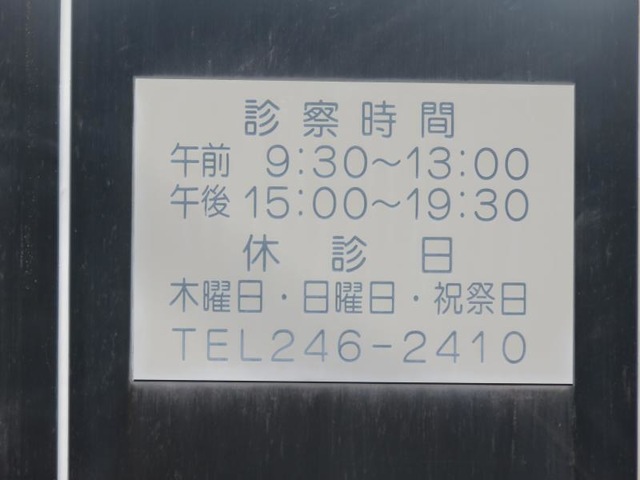 診察時間
午前 9:30～13:00
午後 15:00～19:30
休診日
木曜日・日曜日・祝祭日
TEL246-2410